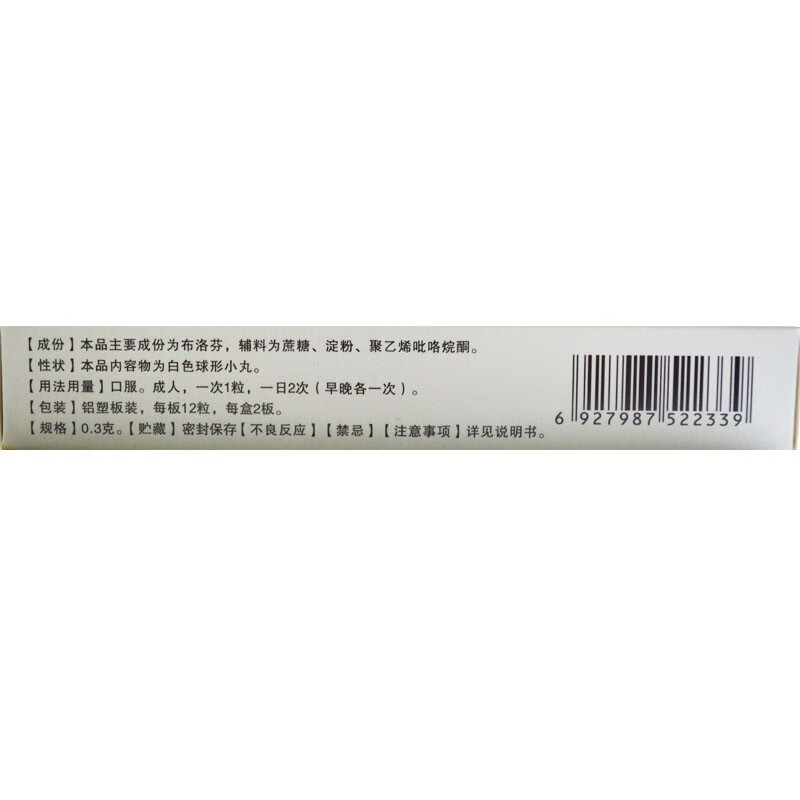 【成份】本品主要成份为布洛芬，辅料为蔗糖、淀粉、聚乙烯吡咯烷酮。
【性状】本品内容物为白色球形小丸。
【用法用量】口服。成人，一次1粒，一日2次（早晚各一次）。
【包装】铝塑板装，每板12粒，每盒2板。
【规格】0.3克。【贮藏】密封保存【不良反应】【禁忌】【注意事项】详见说明书。
6 927987 522339